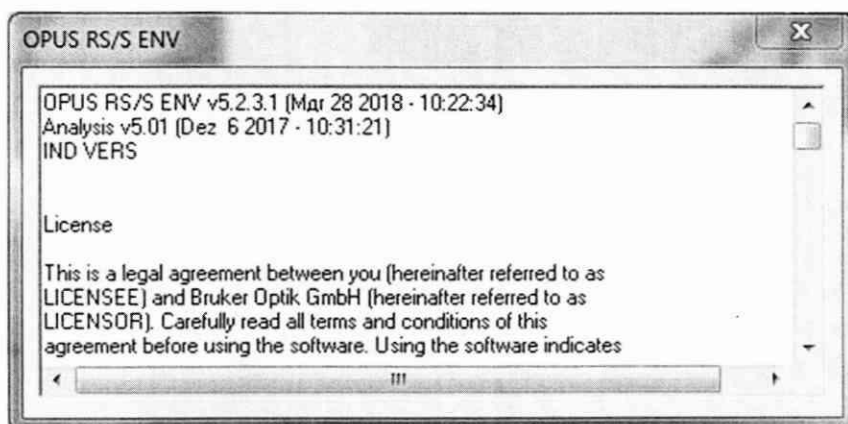 OPUS RS/S ENV
OPUS RS/S ENV v5.2.3.1 (Мдг 28 2018 - 10:22:34)
Analysis v5.01 (Dez 6 2017 - 10:31:21)
IND VERS
License
This is a legal agreement between you (hereinafter referred to as
LICENSEE) and Bruker Optik GmbH (hereinafter referred to as
LICENSOR). Carefully read all terms and conditions of this
agreement before using the software. Using the software indicates